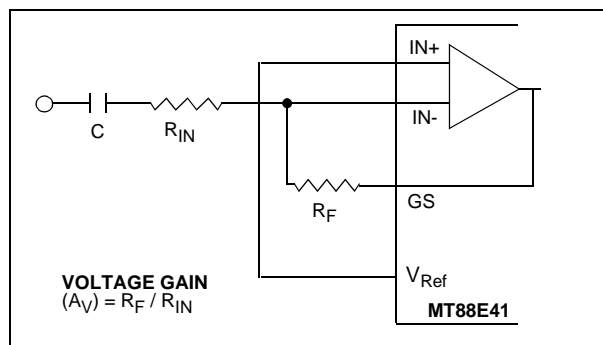 IN+
IN-
C
RIN
RF
GS
VRef
VOLTAGE GAIN
(AV) = RF / RIN
MT88E41